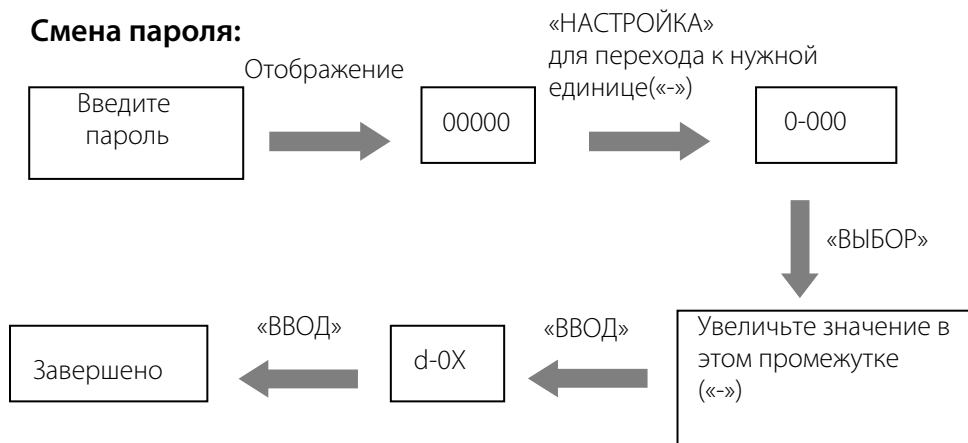 Смена пароля:
Введите
пароль
Отображение
00000
«НАСТРОЙКА»
для перехода к нужной
единице(«-»)
0-000
«ВЫБОР»
Увеличьте значение в
этом промежутке
(«-»)
«ВВОД»
d-0X
«ВВОД»
Завершено